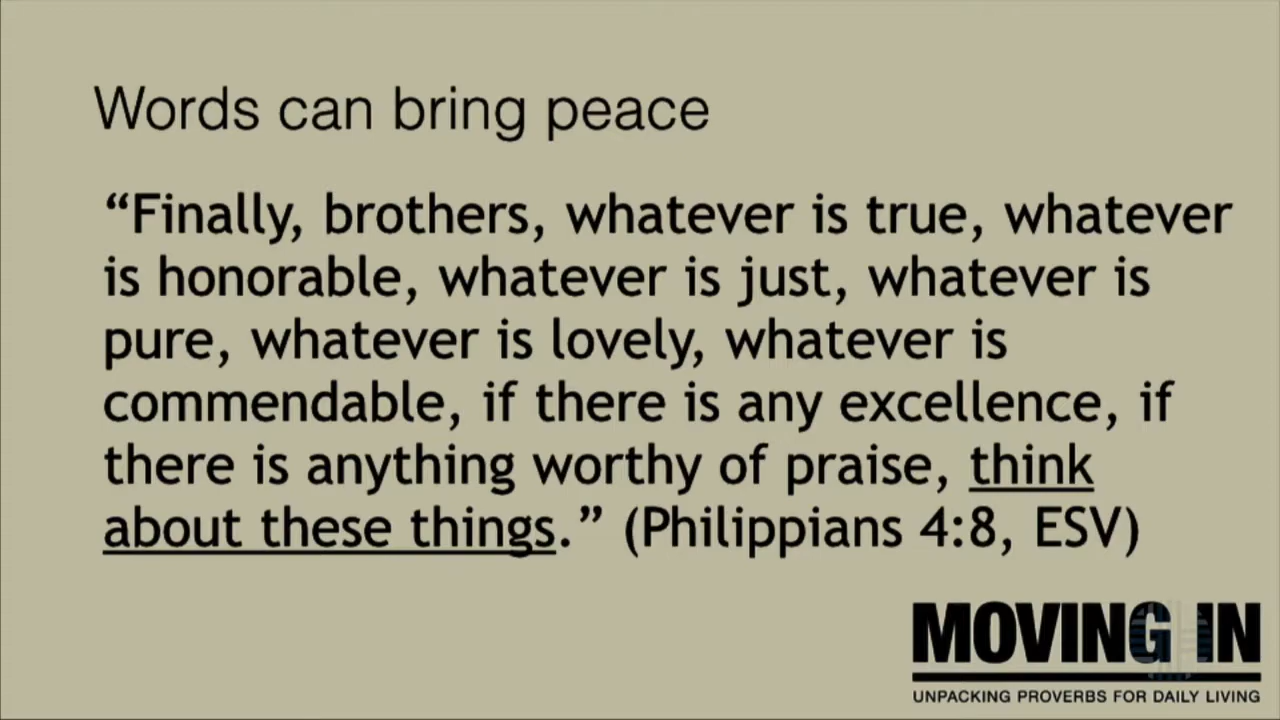 Words can bring peace
“Finally, brothers, whatever is true, whatever
is honorable, whatever is just, whatever is
pure, whatever is lovely, whatever is
commendable, if there is any excellence, if
there is anything worthy of praise, think
about these things.” (Philippians 4:8, ESV)
MOVING IN
UNPACKING PROVERBS FOR DAILY LIVING